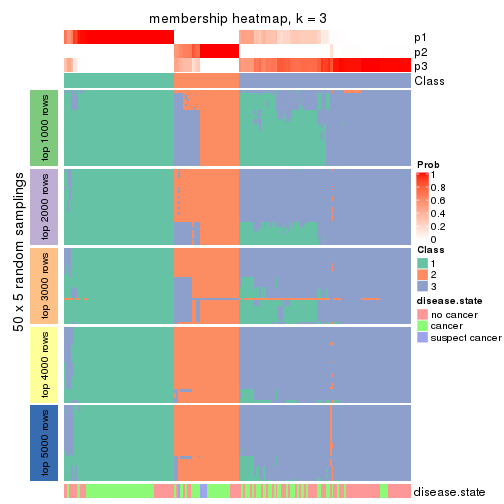 membership heatmap, k = 3
p1
p2
p3
Class
50 x 5 random samplings
top 1000 rows
top 2000 rows
top 3000 rows
top 4000 rows
top 5000 rows
Prob
1
0.8
0.6
0.4
0.2
0
Class
1
2
3
disease.state
no cancer
cancer
suspect cancer
disease.state